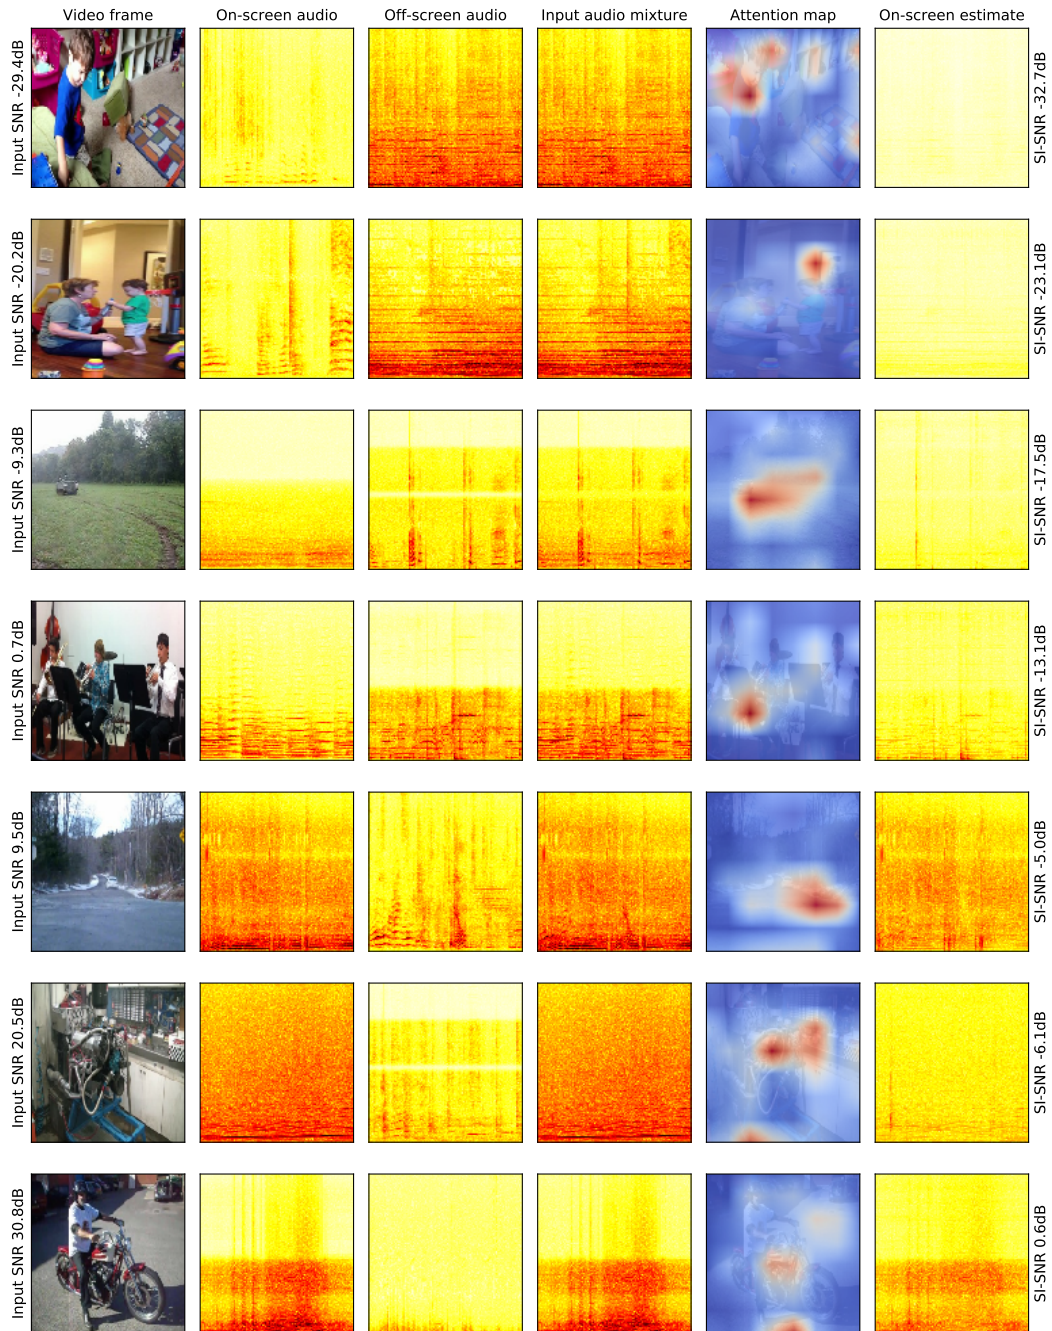 Video frame
On-screen audio
Off-screen audio
Input audio mixture
Attention map
On-screen estimate
Input SNR -29.4dB
SI-SNR -32.7dB
Input SNR -20.2dB
SI-SNR -23.1dB
Input SNR -9.3dB
SI-SNR -17.5dB
Input SNR 0.7dB
SI-SNR -13.1dB
Input SNR 9.5dB
SI-SNR -5.0dB
Input SNR 20.5dB
SI-SNR -6.1dB
Input SNR 30.8dB
SI-SNR 0.6dB